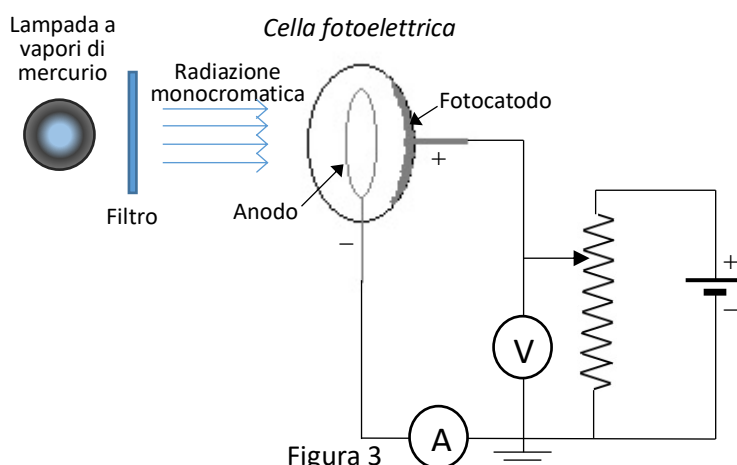 Lampada a
vapori di
mercurio
Cella fotoelettrica
Radiazione
monocromatica
Fotocatodo
+
Anodo
Filtro
−
+
−
V
A
Figura 3